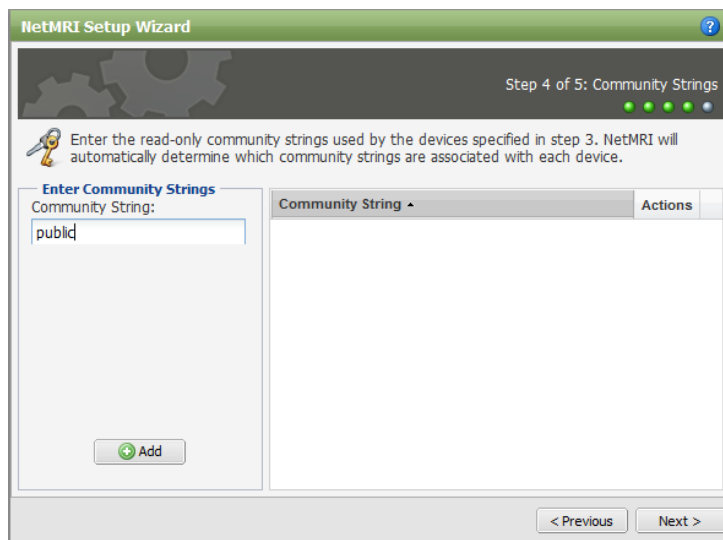 NetMRI Setup Wizard
?
Step 4 of 5: Community Strings
Enter the read-only community strings used by the devices specified in step 3. NetMRI will
automatically determine which community strings are associated with each device.
Enter Community Strings
Community String:
public
Add
Community String
Actions
< Previous
Next >